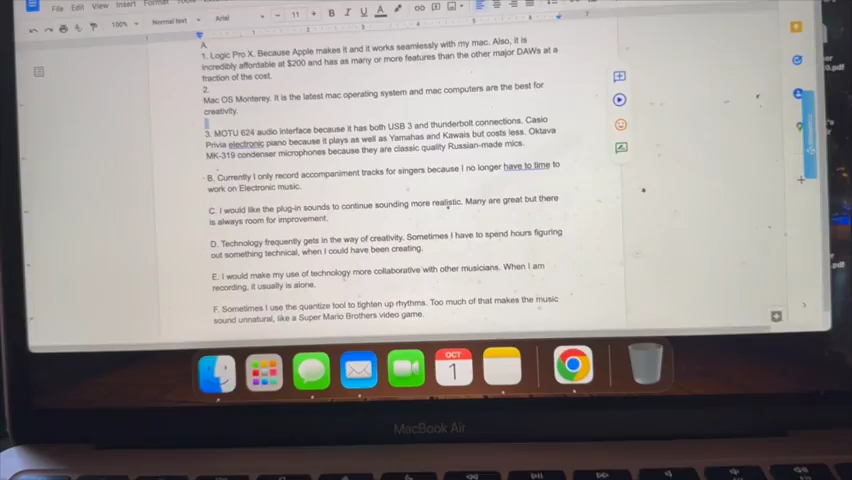 File Edit View Insert Format
100% Normal text Arial 11 B I U A
1 2 3 4 5 6 7
A.
1. Logic Pro X. Because Apple makes it and it works seamlessly with my mac. Also, it is
incredibly affordable at $200 and has as many or more features than the other major DAWs at a
fraction of the cost.
2.
Mac OS Monterey. It is the latest mac operating system and mac computers are the best for
creativity.
3. MOTU 624 audio interface because it has both USB 3 and thunderbolt connections. Casio
Privia electronic piano because it plays as well as Yamahas and Kawais but costs less. Oktava
MK-319 condenser microphones because they are classic quality Russian-made mics.
B. Currently I only record accompaniment tracks for singers because I no longer have to time to
work on Electronic music.
C. I would like the plug-in sounds to continue sounding more realistic. Many are great but there
is always room for improvement.
D. Technology frequently gets in the way of creativity. Sometimes I have to spend hours figuring
out something technical, when I could have been creating.
E. I would make my use of technology more collaborative with other musicians. When I am
recording, it usually is alone.
F. Sometimes I use the quantize tool to tighten up rhythms. Too much of that makes the music
sound unnatural, like a Super Mario Brothers video game.
.pdf
.pdf
OCT
1
MacBook Air